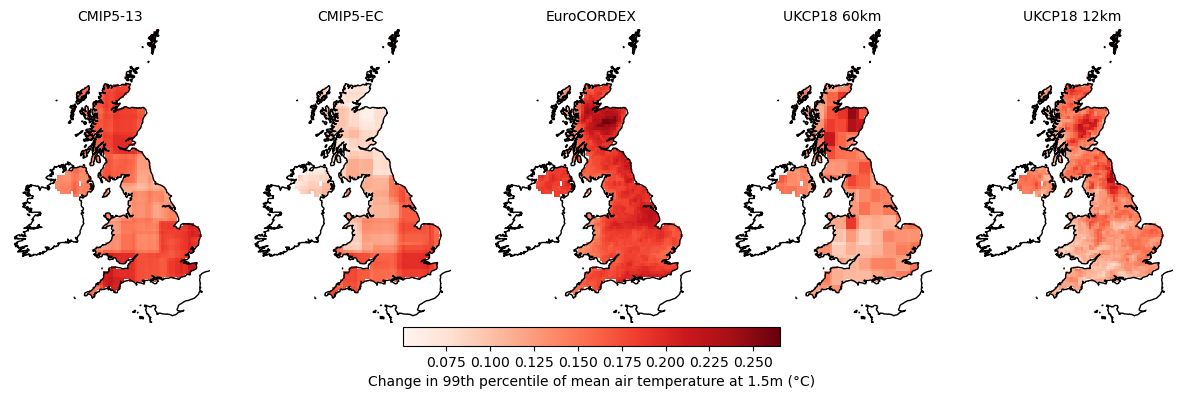 CMIP5-13
CMIP5-EC
EuroCORDEX
UKCP18 60km
UKCP18 12km
0.075 0.100 0.125 0.150 0.175 0.200 0.225 0.250
Change in 99th percentile of mean air temperature at 1.5m (°C)